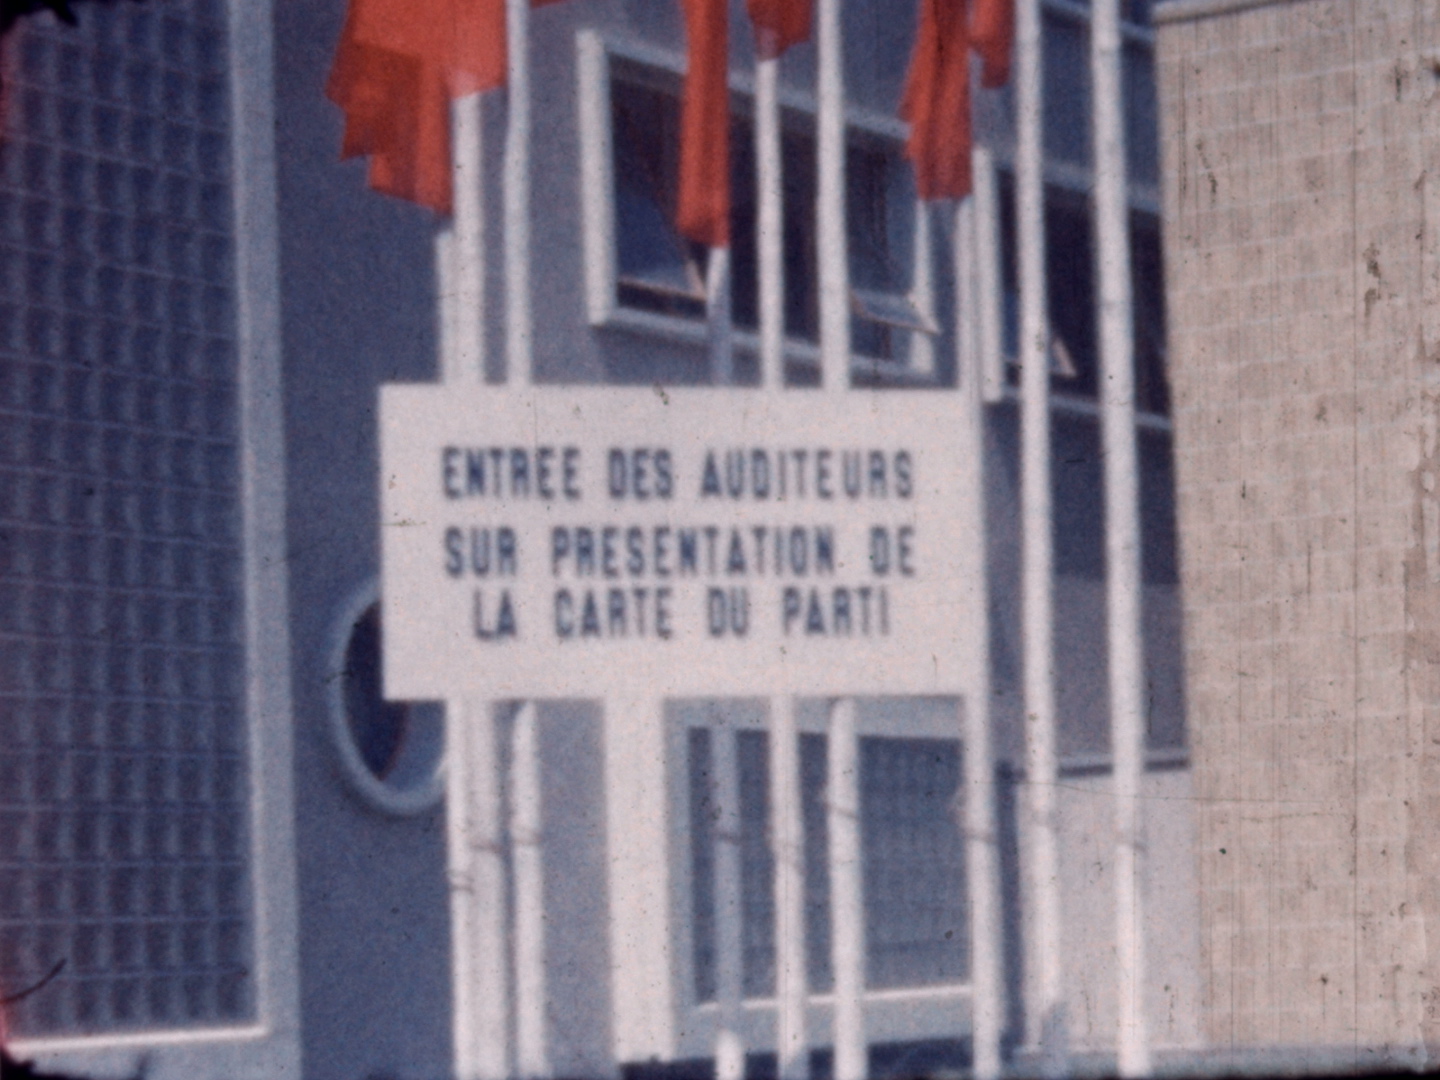 ENTREE DES AUDITEURS
SUR PRESENTATION DE
LA CARTE DU PARTI